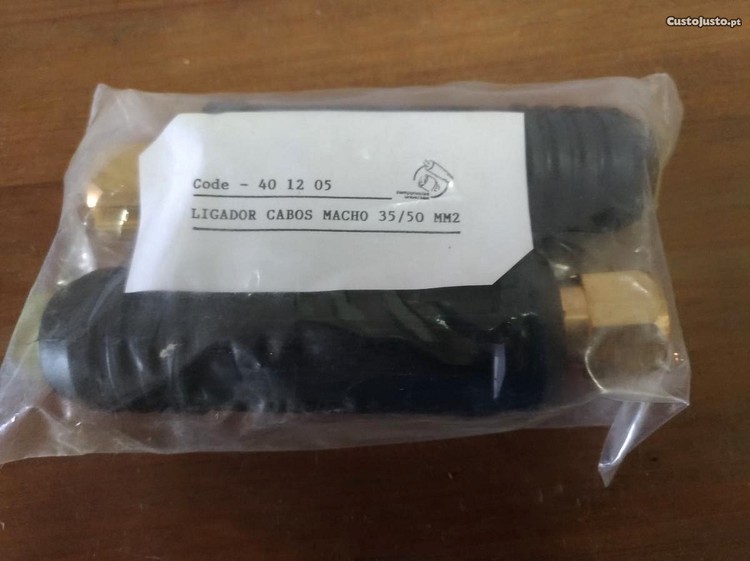 CustoJusto.pt
Code - 40 12 05
LIGADOR CABOS MACHO 35/50 MM2